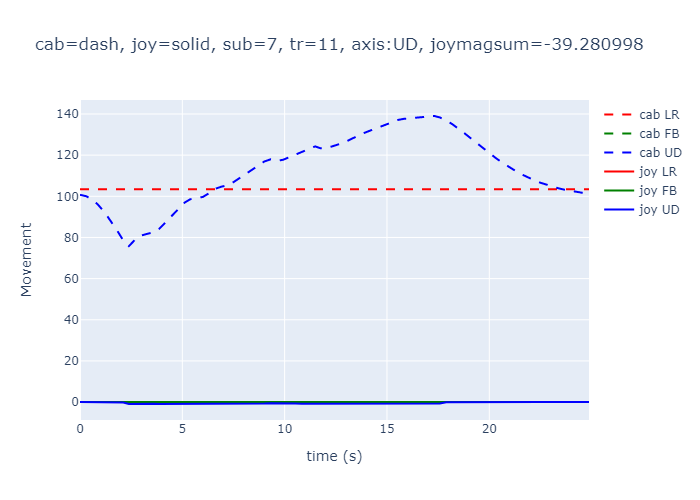 cab=dash, joy=solid, sub=7, tr=11, axis:UD, joymagsum=-39.280998
140
120
100
80
60
40
20
0
Movement
0 5 10 15 20
time (s)
cab LR
cab FB
cab UD
joy LR
joy FB
joy UD